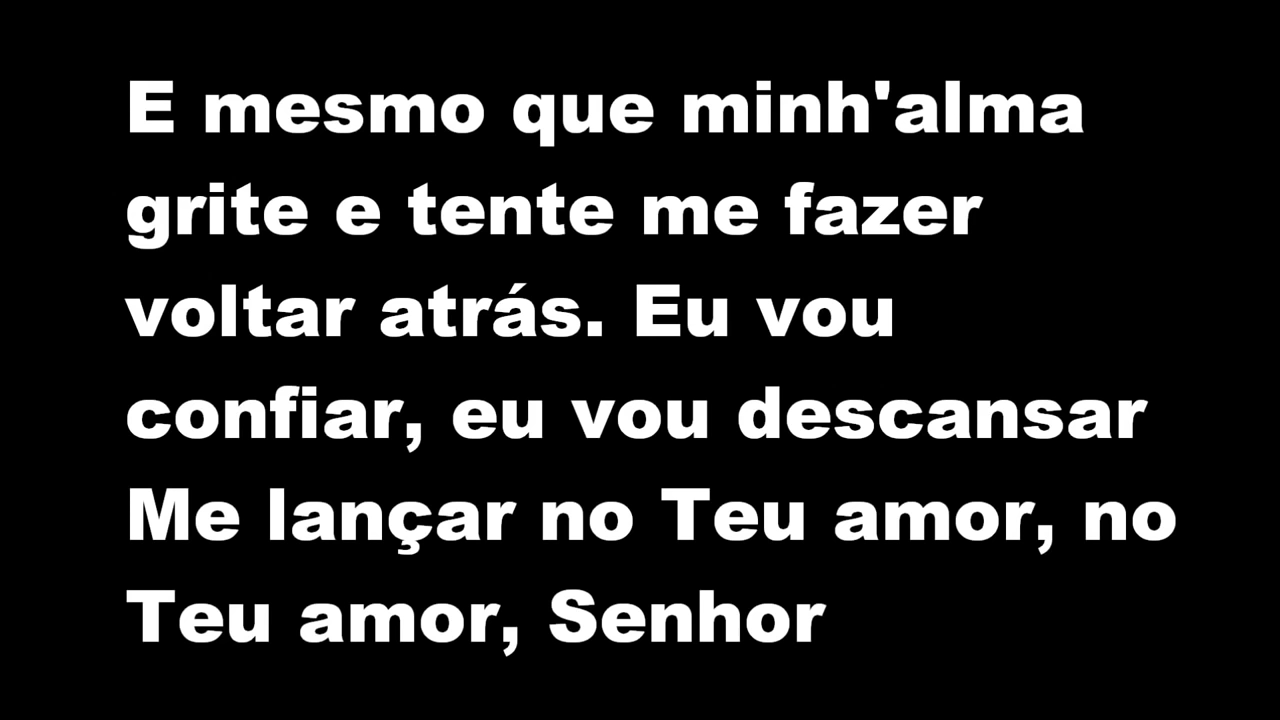 E mesmo que minh'alma
grite e tente me fazer
voltar atrás. Eu vou
confiar, eu vou descansar
Me lançar no Teu amor, no
Teu amor, Senhor